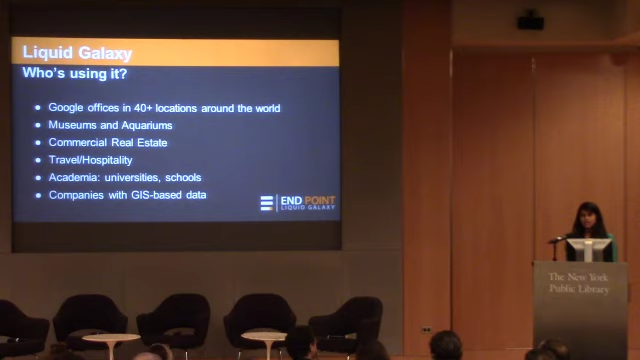 Liquid Galaxy
Who's using it?
• Google offices in 40+ locations around the world
• Museums and Aquariums
• Commercial Real Estate
• Travel/Hospitality
• Academia: universities, schools
• Companies with GIS-based data
END POINT
LIQUID GALAXY
The New York
Public Library